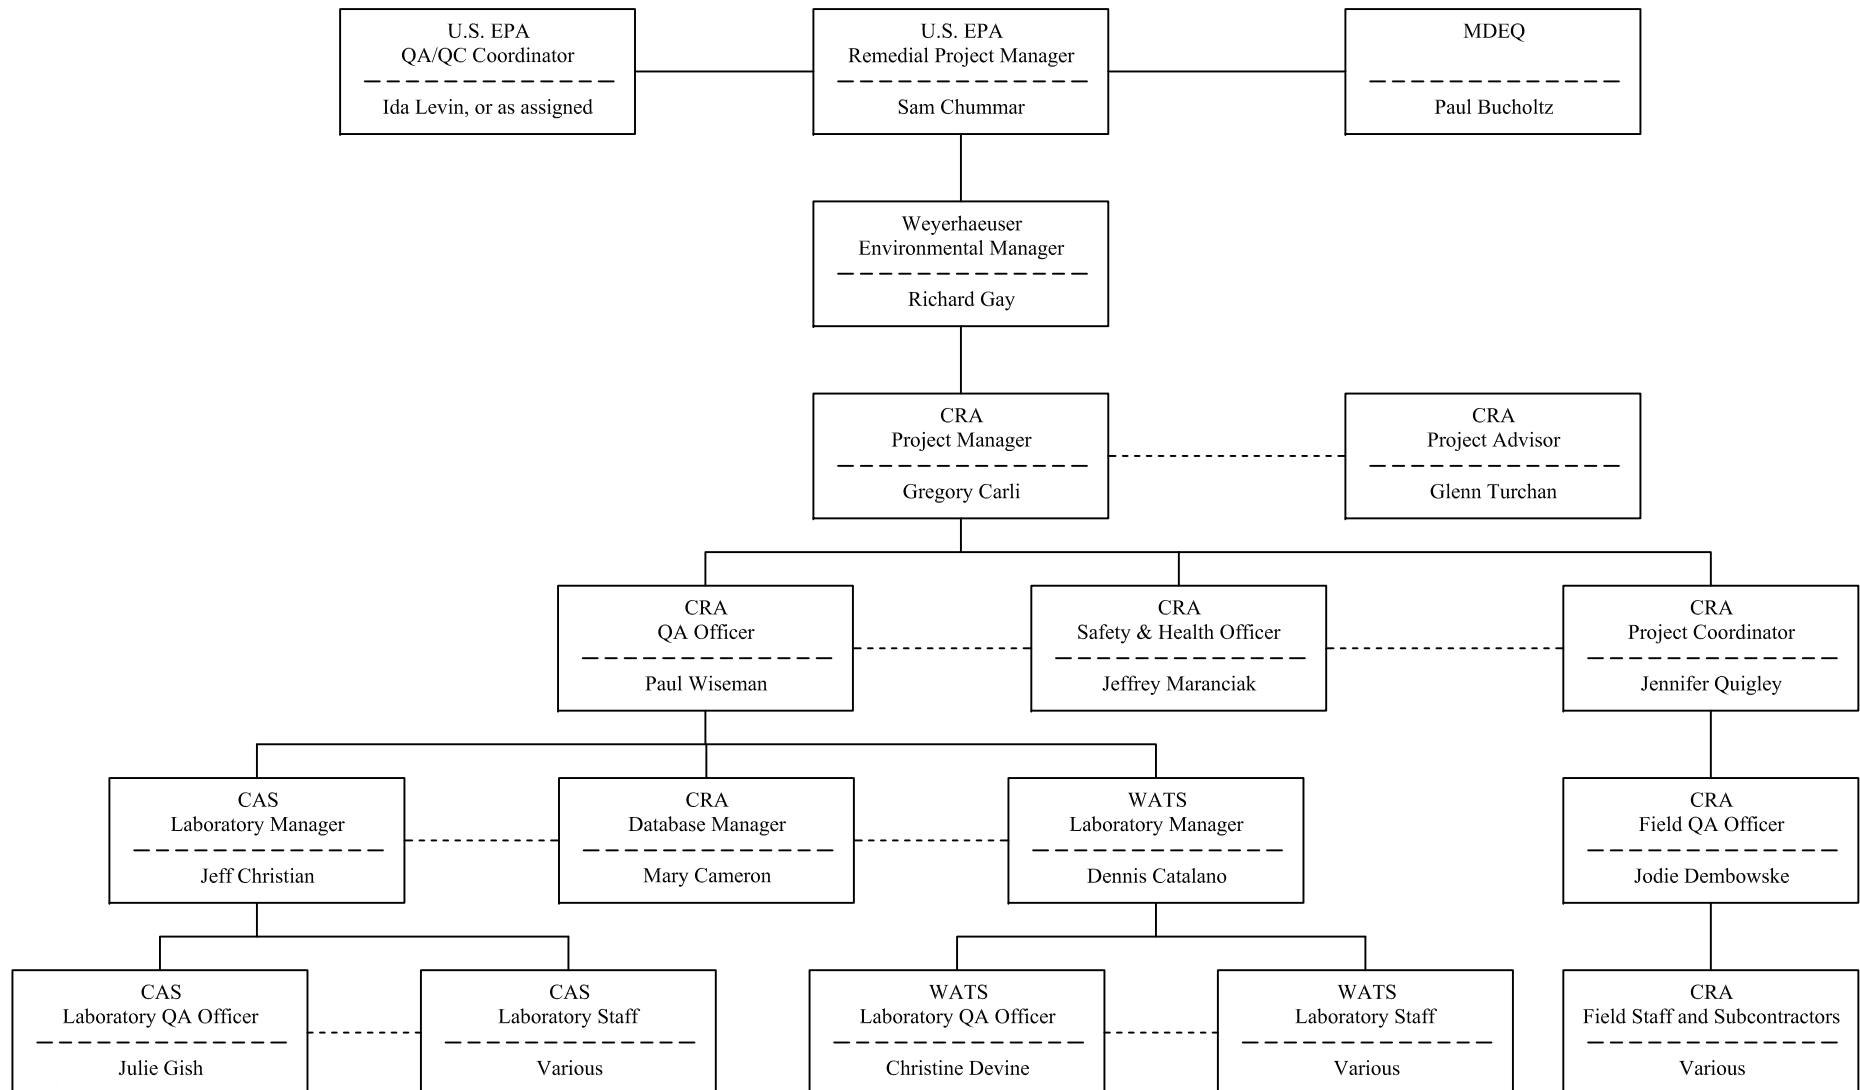 U.S. EPA
QA/QC Coordinator
Ida Levin, or as assigned
U.S. EPA
Remedial Project Manager
Sam Chummar
MDEQ
Paul Bucholtz
Weyerhaeuser
Environmental Manager
Richard Gay
CRA
Project Manager
Gregory Carli
CRA
Project Advisor
Glenn Turchan
CRA
QA Officer
Paul Wiseman
CRA
Safety & Health Officer
Jeffrey Maranciak
CRA
Project Coordinator
Jennifer Quigley
CAS
Laboratory Manager
Jeff Christian
CRA
Database Manager
Mary Cameron
WATS
Laboratory Manager
Dennis Catalano
CRA
Field QA Officer
Jodie Dembowske
CAS
Laboratory QA Officer
Julie Gish
CAS
Laboratory Staff
Various
WATS
Laboratory QA Officer
Christine Devine
WATS
Laboratory Staff
Various
CRA
Field Staff and Subcontractors
Various